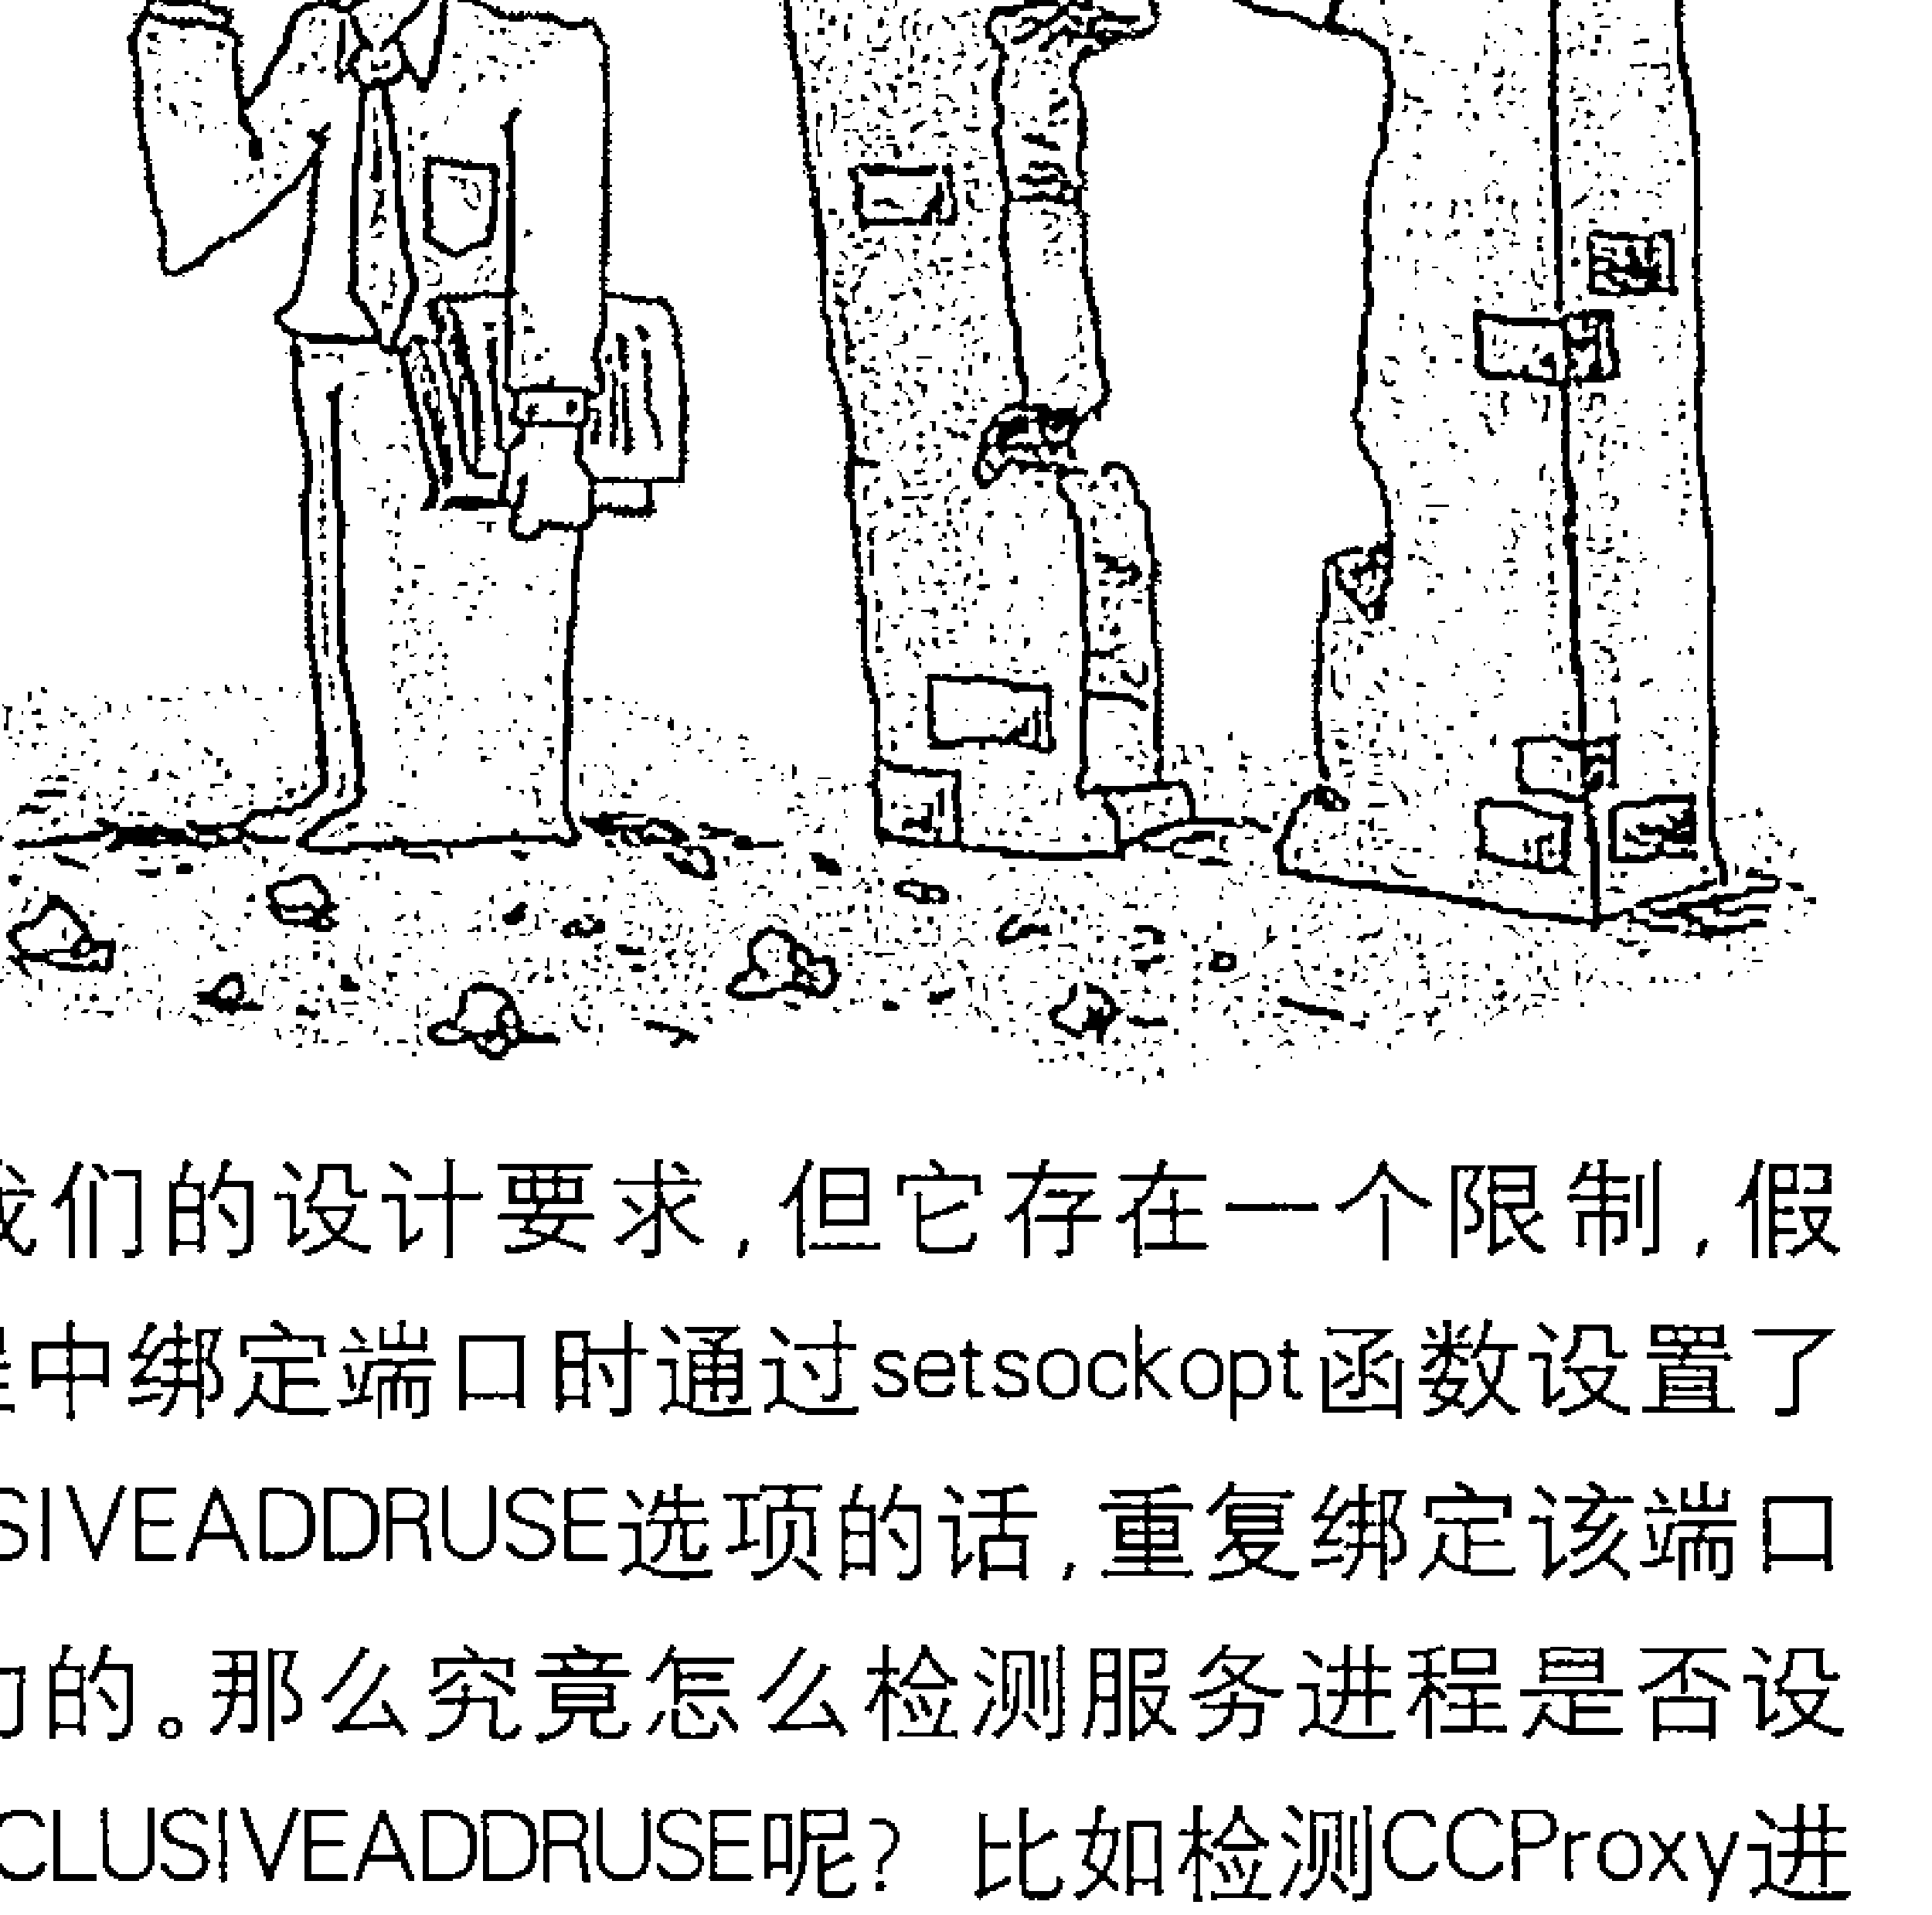 们的设计要求,但它存在一个限制,假
中绑定端口时通过setsockopt函数设置了
SIVEADDRUSE选项的话,重复绑定该端口
的。那么究竟怎么检测服务进程是否设
CLUSIVEADDRUSE呢? 比如检测CCProxy进